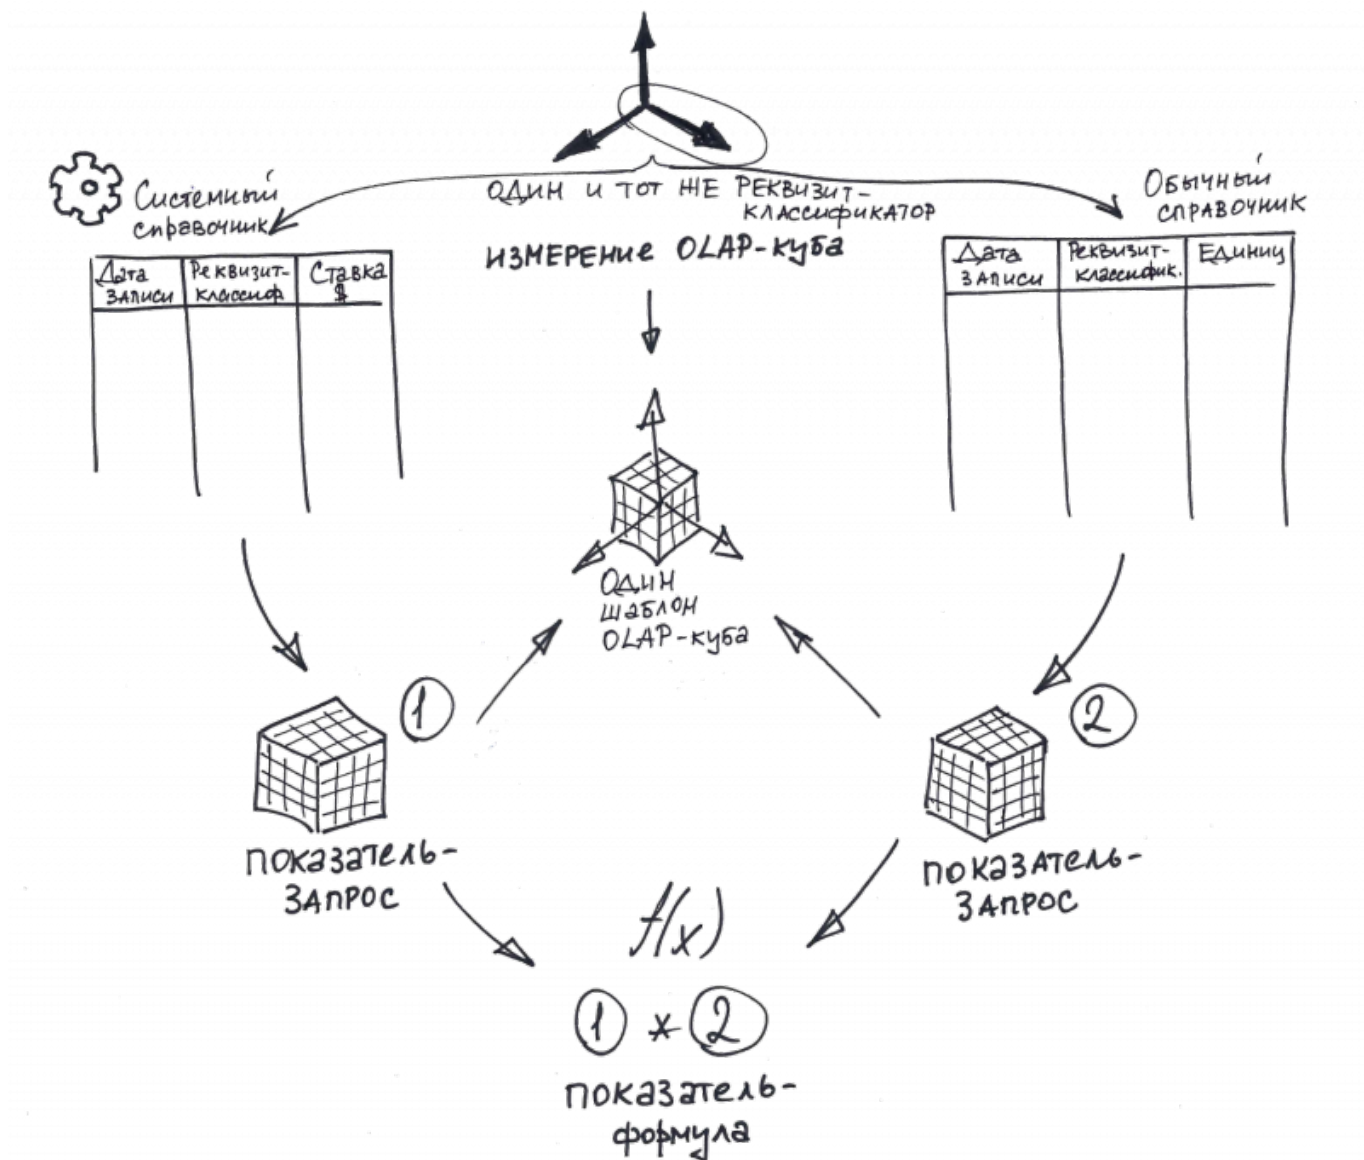 Системный
справочник
ОДИН И ТОТ ЖЕ РЕКВИЗИТ-
КЛАССИФИКАТОР
ИЗМЕРЕНИЕ OLAP-КУБА
Обычный
СПРАВОЧНИК
Дата
ЗАПИСИ
Реквизит-
классиф.
Ставка
$
Дата
ЗАПИСИ
Реквизит-
классифик.
Единиц
Один
шаблон
OLAP-куба
1
2
ПОКАЗАТЕЛЬ-
ЗАПРОС
ПОКАЗАТЕЛЬ-
ЗАПРОС
f(x)
1 * 2
ПОКАЗАТЕЛЬ-
формула